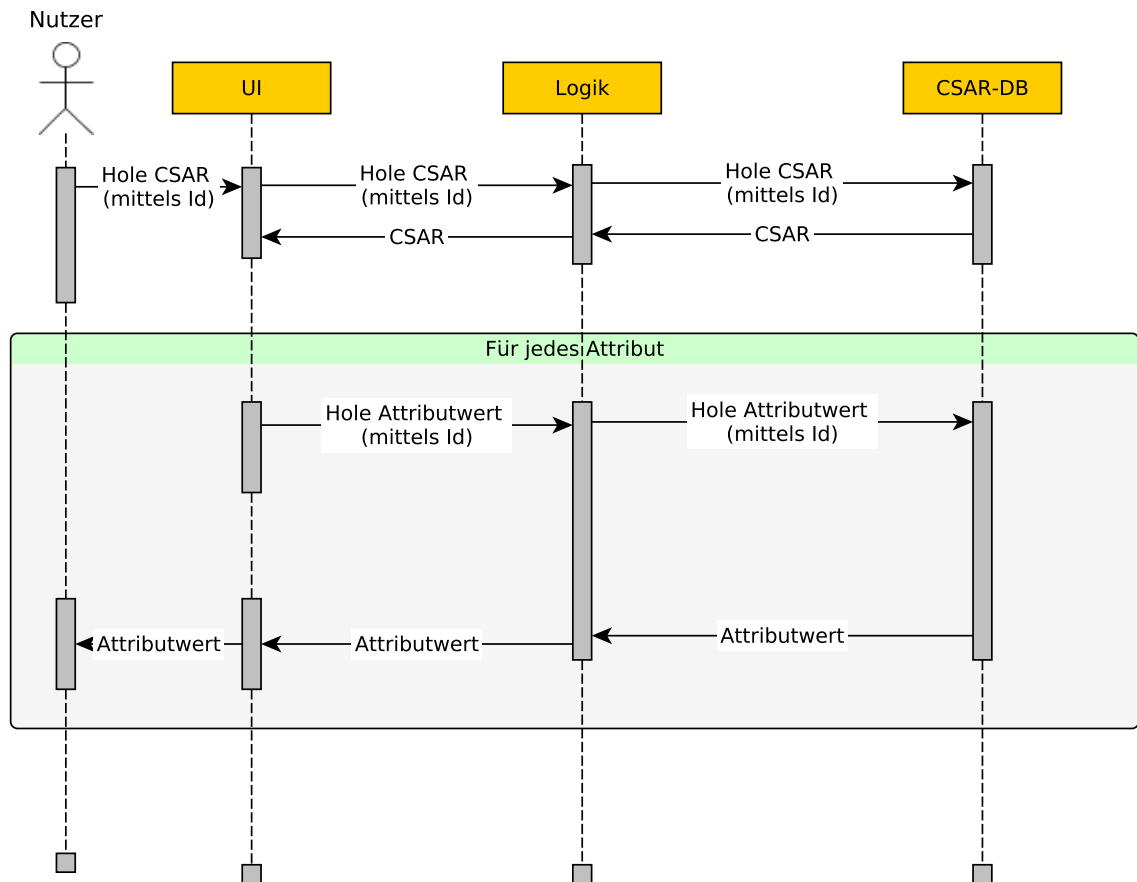 Nutzer
UI
Logik
CSAR-DB
Hole CSAR
(mittels Id)
Hole CSAR
(mittels Id)
Hole CSAR
(mittels Id)
CSAR
CSAR
Für jedes Attribut
Hole Attributwert
(mittels Id)
Hole Attributwert
(mittels Id)
Attributwert
Attributwert
Attributwert